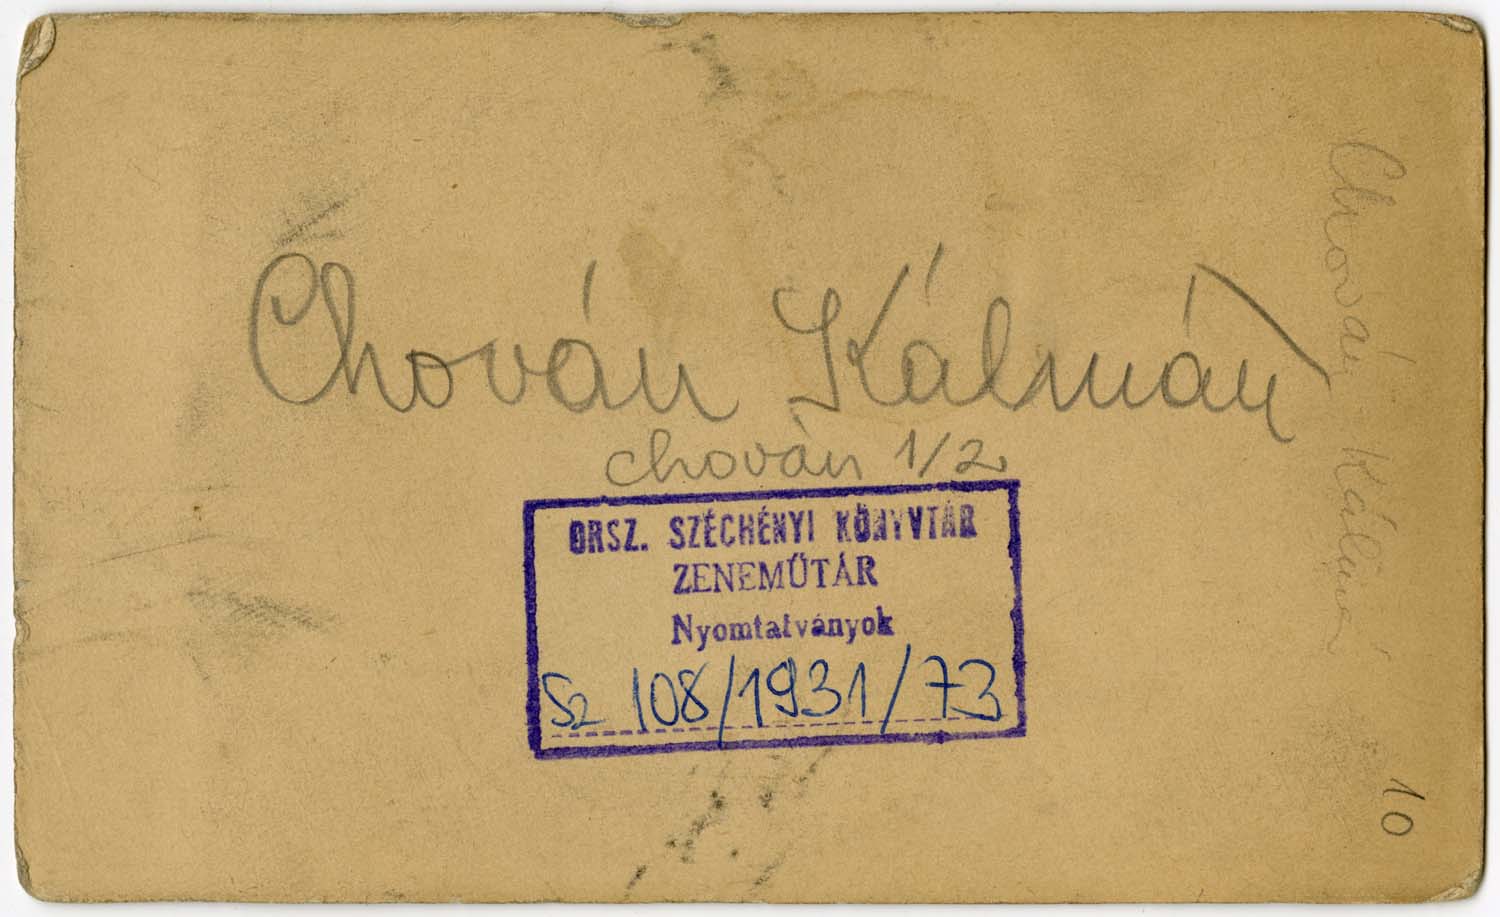 Chován Kálmán
chován 1/2
ORSZ. SZÉCHÉNYI KÖNYVTÁR
ZENEMŰTÁR
Nyomtatványok
Sz 108/1931/73
Chován Kálmán
10